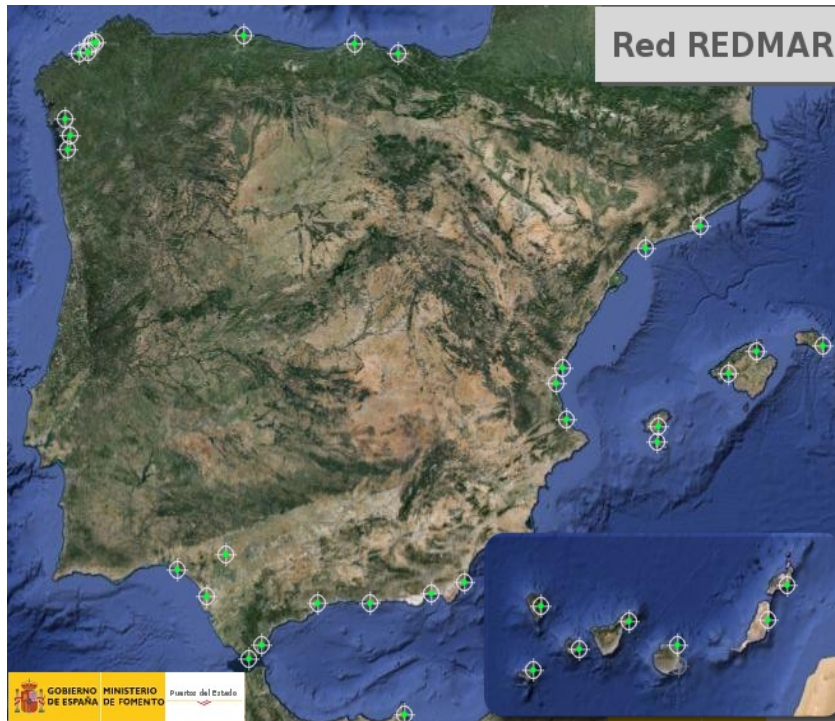 Red REDMAR
GOBIERNO
DE ESPAÑA
MINISTERIO
DE FOMENTO
Puertos del Estado